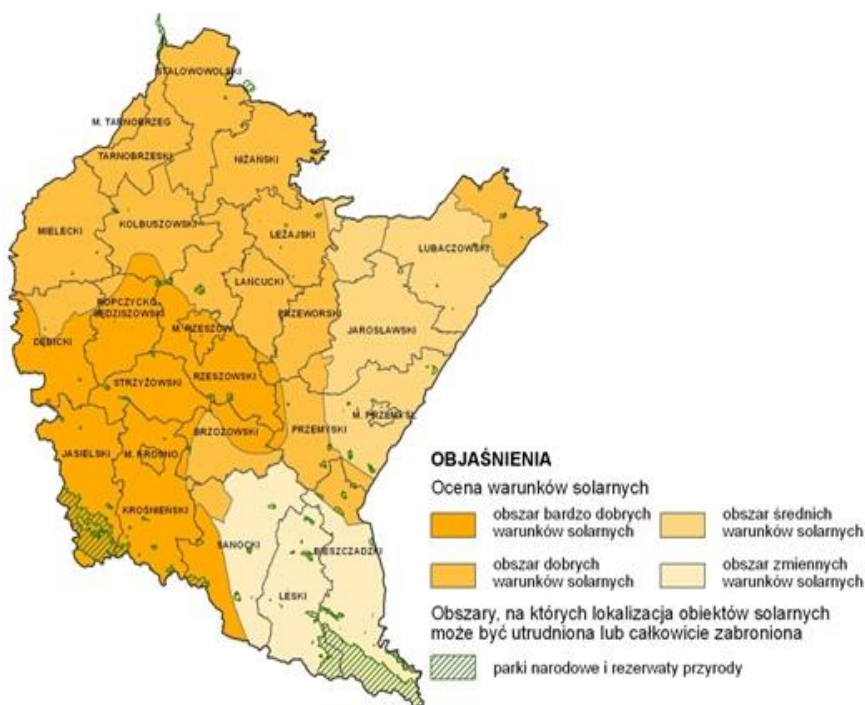 STALOWOWOLSKI
M. TARNOBRZEG
TARNOBRZESKI
NIŻAŃSKI
MIELECKI
KOLBUSZOWSKI
LEŻAJSKI
LUBACZOWSKI
ŁAŃCUCKI
ROPCZYCKO
SĘDZISZOWSKI
PRZEWORSKI
M. RZESZÓW
JAROSŁAWSKI
DĘBICKI
RZESZOWSKI
STRZYŻOWSKI
M. PRZEMYŚL
PRZEMYSKI
BRZOZOWSKI
JASIELSKI
M. KROSNO
KROŚNIEŃSKI
SANOCKI
BIESZCZADZKI
LESKI
OBJAŚNIENIA
Ocena warunków solarnych
obszar bardzo dobrych
warunków solarnych
obszar średnich
warunków solarnych
obszar dobrych
warunków solarnych
obszar zmiennych
warunków solarnych
Obszary, na których lokalizacja obiektów solarnych
może być utrudniona lub całkowicie zabroniona
parki narodowe i rezerwaty przyrody